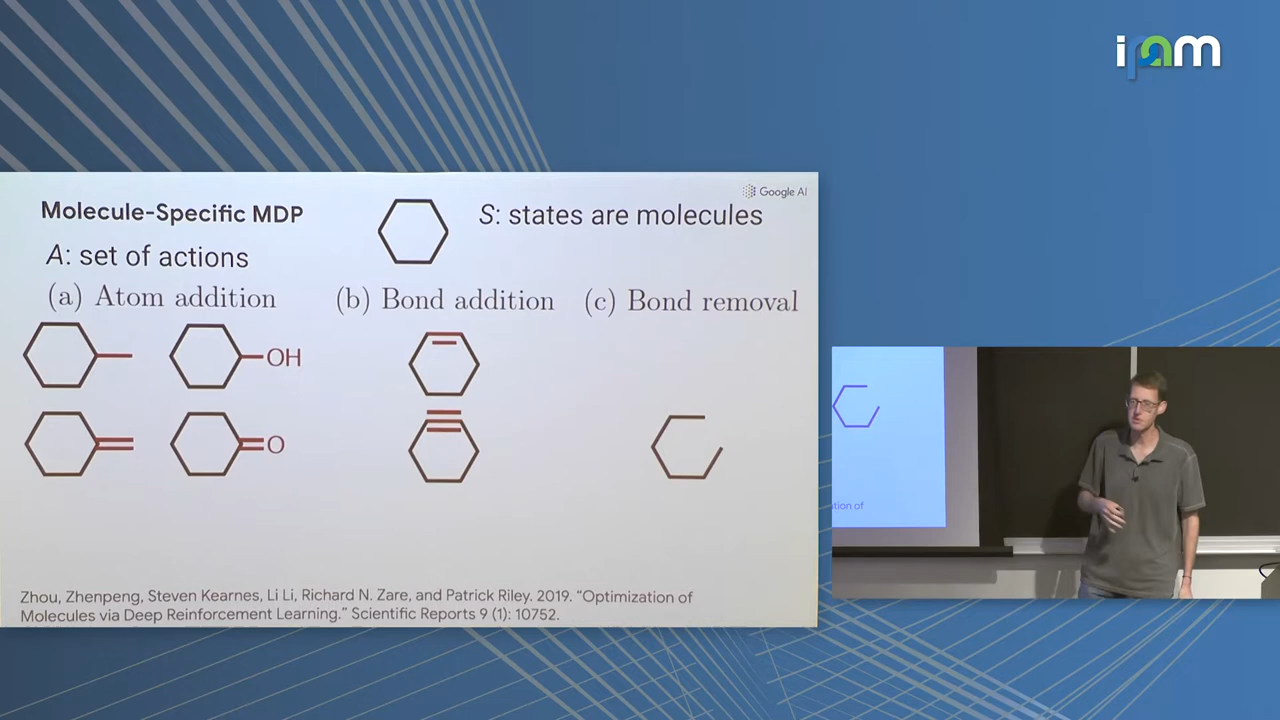 ipam
Google AI
Molecule-Specific MDP
S: states are molecules
A: set of actions
(a) Atom addition
(b) Bond addition
(c) Bond removal
OH
O
Zhou, Zhenpeng, Steven Kearnes, Li Li, Richard N. Zare, and Patrick Riley. 2019. “Optimization of
Molecules via Deep Reinforcement Learning.” Scientific Reports 9 (1): 10752.
tion of